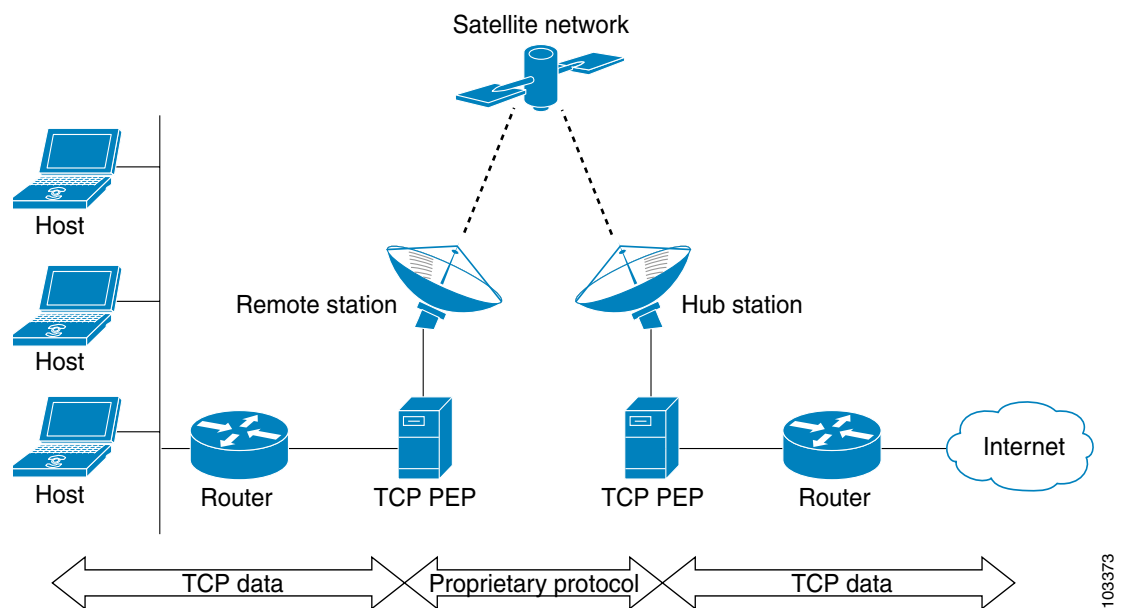 Satellite network
Host
Remote station
Hub station
Host
Internet
Host
Router
TCP PEP
TCP PEP
Router
TCP data
Proprietary protocol
TCP data
103373